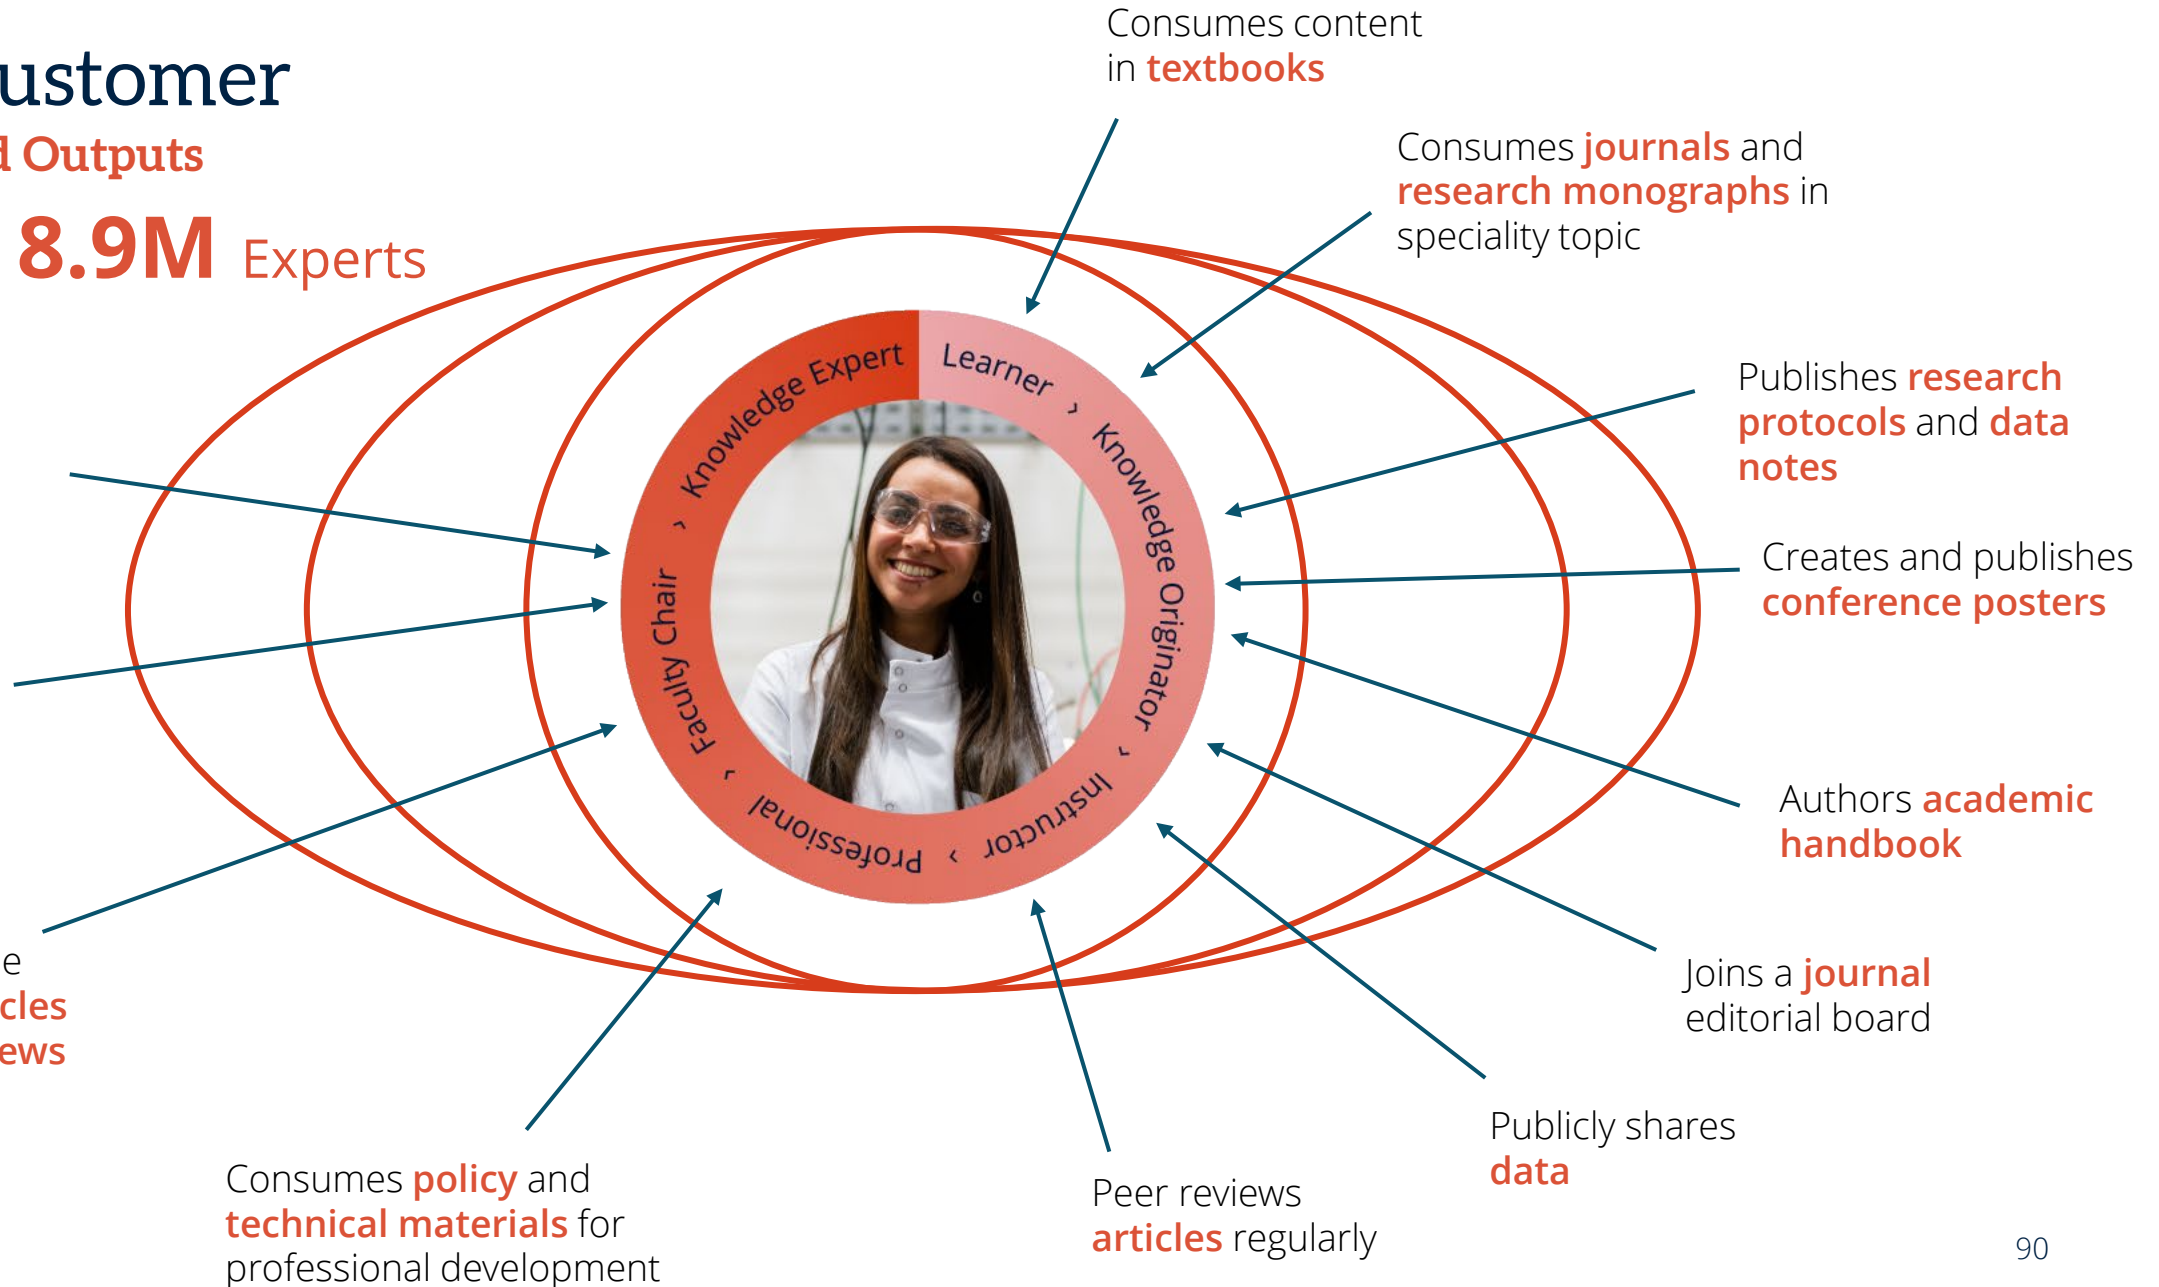 ustomer
d Outputs
8.9M Experts
Consumes content
in textbooks
Consumes journals and
research monographs in
speciality topic
Publishes research
protocols and data
notes
Creates and publishes
conference posters
Authors academic
handbook
Joins a journal
editorial board
Publicly shares
data
Peer reviews
articles regularly
Consumes policy and
technical materials for
professional development
e
cles
ews
Learner › Knowledge Originator › Instructor › Professional › Faculty Chair › Knowledge Expert
90